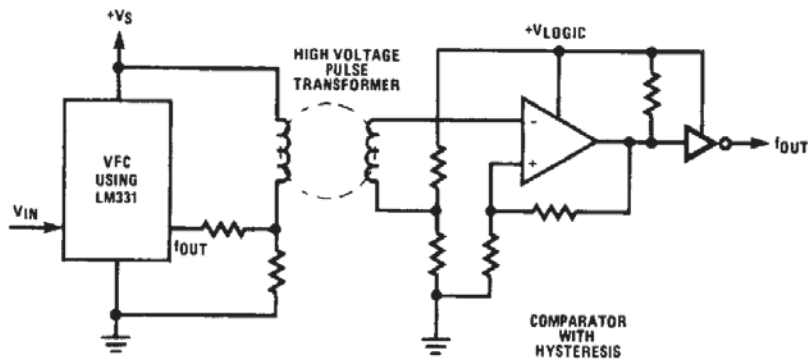 +VS
HIGH VOLTAGE
PULSE
TRANSFORMER
+VLOGIC
-
+
VFC
USING
LM331
VIN
fOUT
fOUT
COMPARATOR
WITH
HYSTERESIS